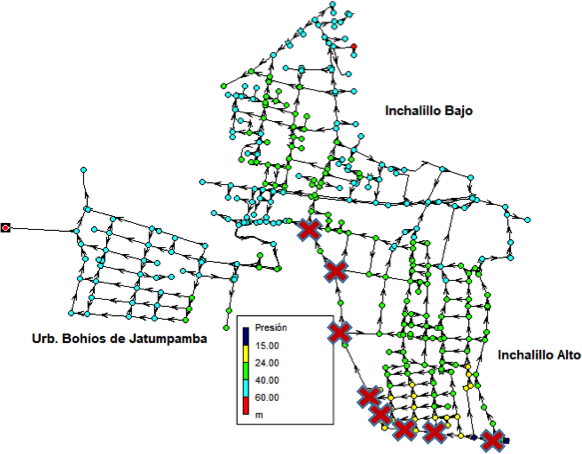 Inchalillo Bajo
Urb. Bohios de Jatumpamba
Presión
15.00
24.00
40.00
60.00
m
Inchalillo Alto